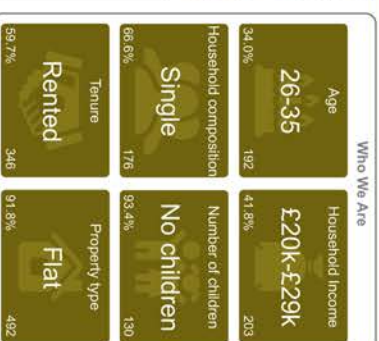 Who We Are
Age
26-35
34.0% 192
Household Income
£20k-£29k
41.8% 203
Household composition
Single
66.6% 176
Number of children
No children
93.4% 130
Tenure
Rented
59.7% 346
Property type
Flat
91.8% 492